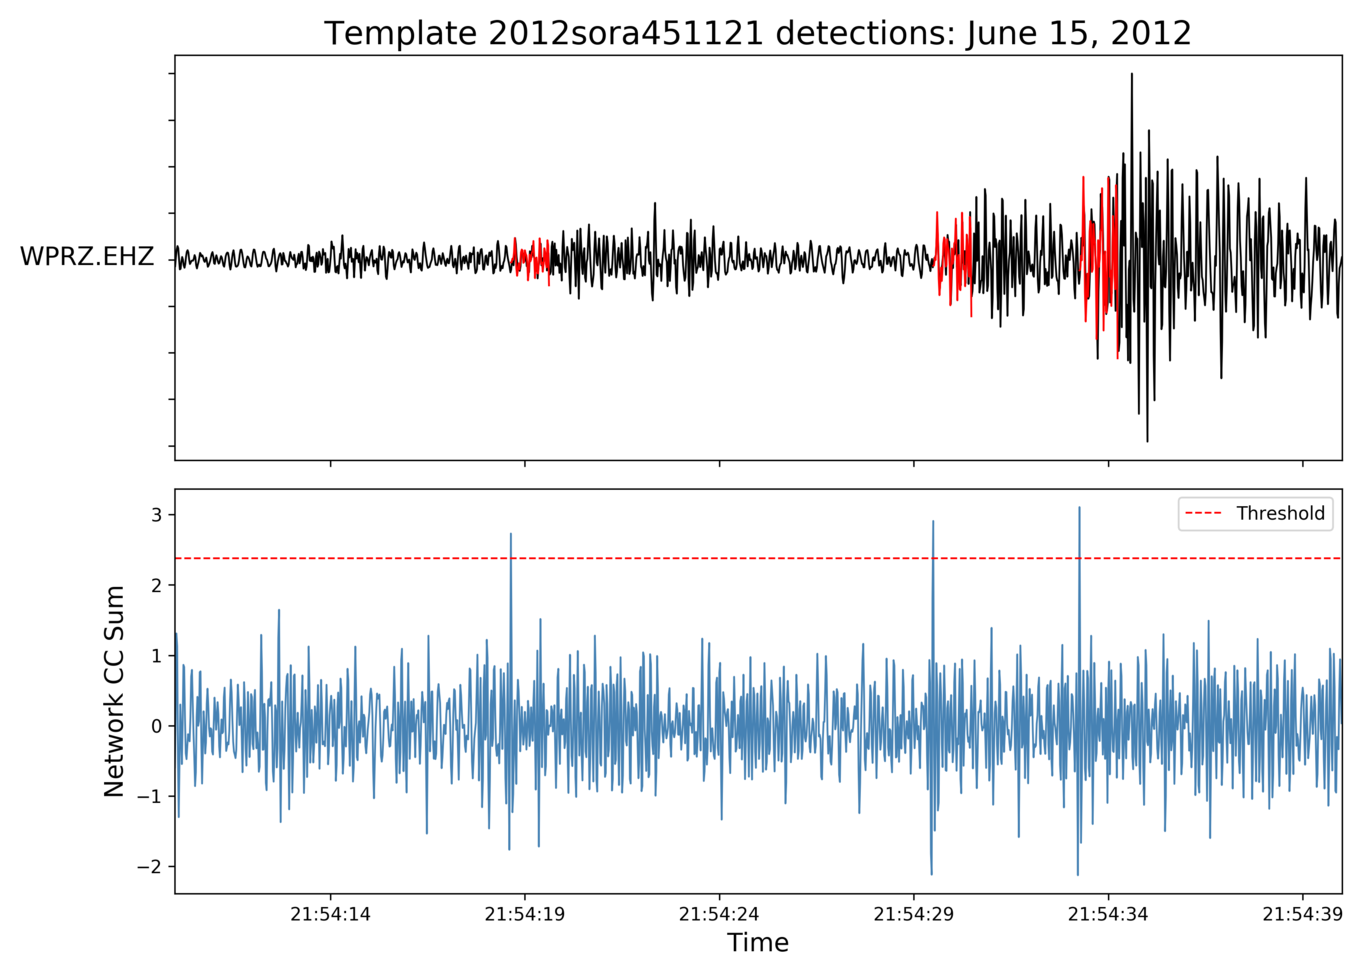 Template 2012sora451121 detections: June 15, 2012
WPRZ.EHZ
Threshold
3
2
1
0
−1
−2
Network CC Sum
21:54:14 21:54:19 21:54:24 21:54:29 21:54:34 21:54:39
Time